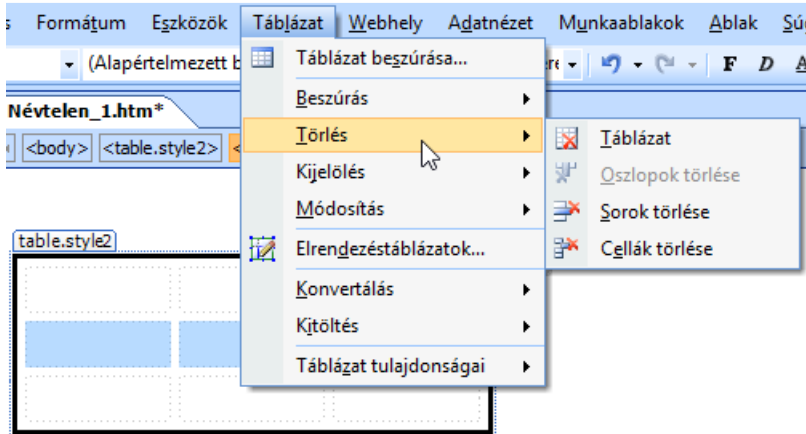 Formátum Eszközök Táblázat Webhely Adatnézet Munkaablakok Ablak
(Alapértelmezett F D A
Táblázat beszúrása...
Névtelen_1.htm*
Beszúrás
<body> <table.style2>
Törlés
Táblázat
Kijelölés
Oszlopok törlése
Módosítás
Sorok törlése
table.style2
Elrendezéstáblázatok...
Cellák törlése
Konvertálás
Kitöltés
Táblázat tulajdonságai